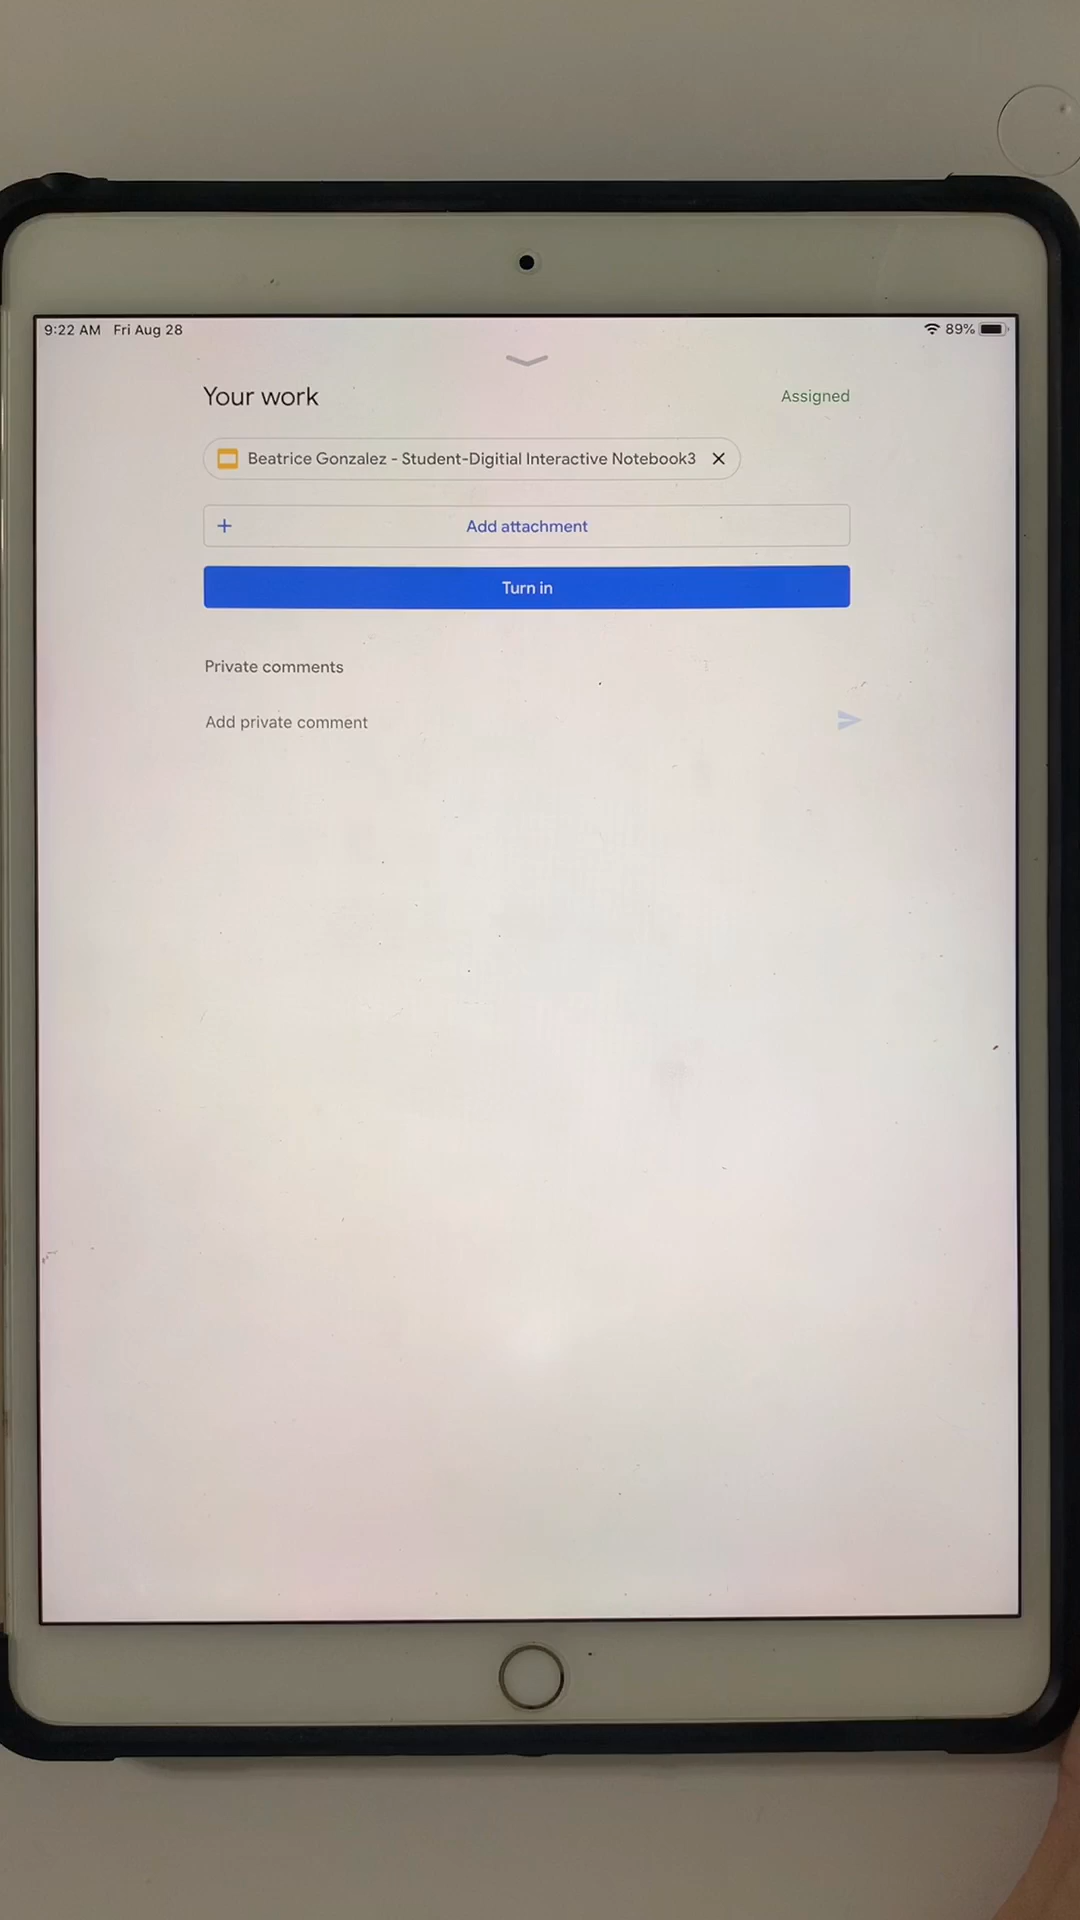 9:22 AM Fri Aug 28 89%
Your work Assigned
Beatrice Gonzalez - Student-Digitial Interactive Notebook3
Add attachment
Turn in
Private comments
Add private comment